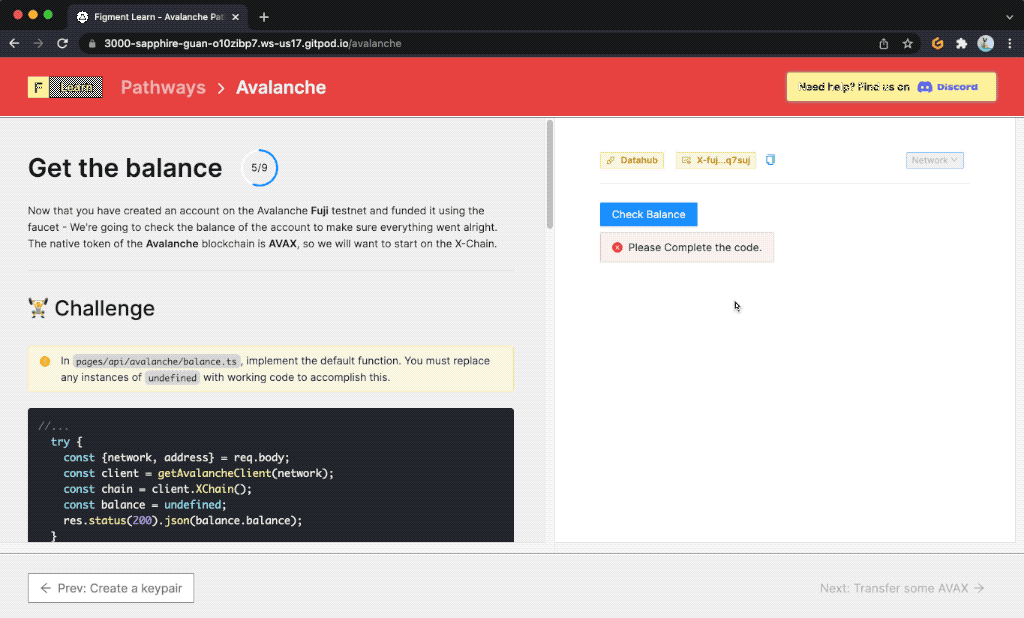 Figment Learn - Avalanche Pat
3000-sapphire-guan-o10zibp7.ws-us17.gitpod.io/avalanche
F Learn
Pathways > Avalanche
Need help? Find us on Discord
Get the balance
5/9
Now that you have created an account on the Avalanche Fuji testnet and funded it using the
faucet - We're going to check the balance of the account to make sure everything went alright.
The native token of the Avalanche blockchain is AVAX, so we will want to start on the X-Chain.
Challenge
In pages/api/avalanche/balance.ts, implement the default function. You must replace
any instances of undefined with working code to accomplish this.
//...
try {
const {network, address} = req.body;
const client = getAvalancheClient(network);
const chain = client.XChain();
const balance = undefined;
res.status(200).json(balance.balance);
}
Datahub
X-fuj...q7suj
Network
Check Balance
Please Complete the code.
← Prev: Create a keypair
Next: Transfer some AVAX →